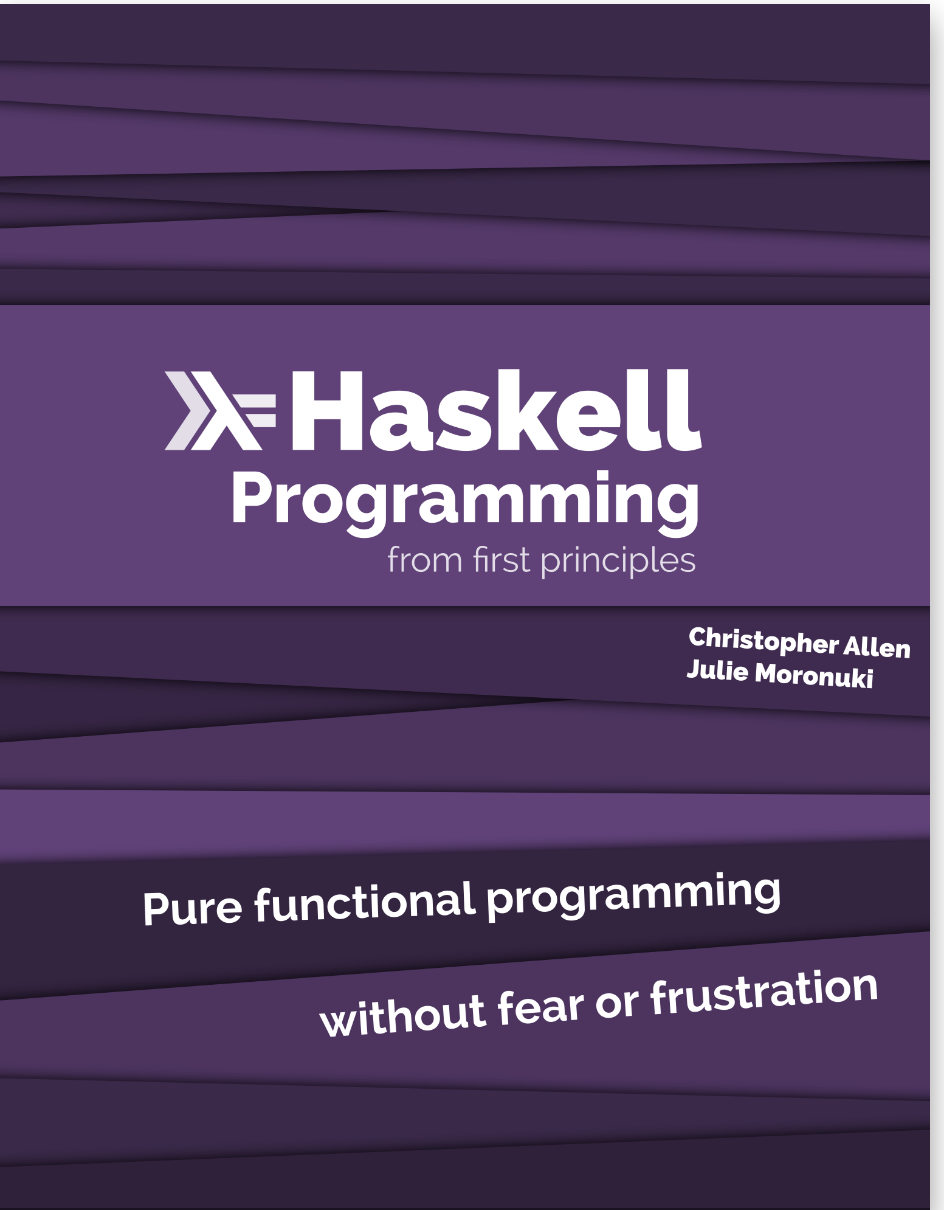 Haskell
Programming
from first principles
Christopher Allen
Julie Moronuki
Pure functional programming
without fear or frustration